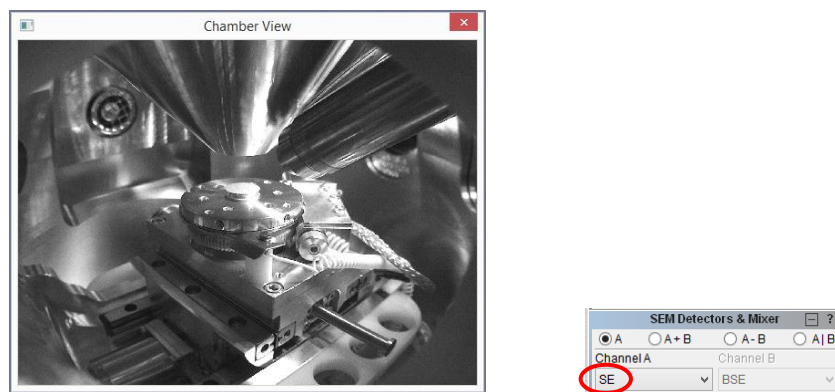 Chamber View
SEM Detectors & Mixer ?
A A + B A - B A | B
Channel A Channel B
SE BSE